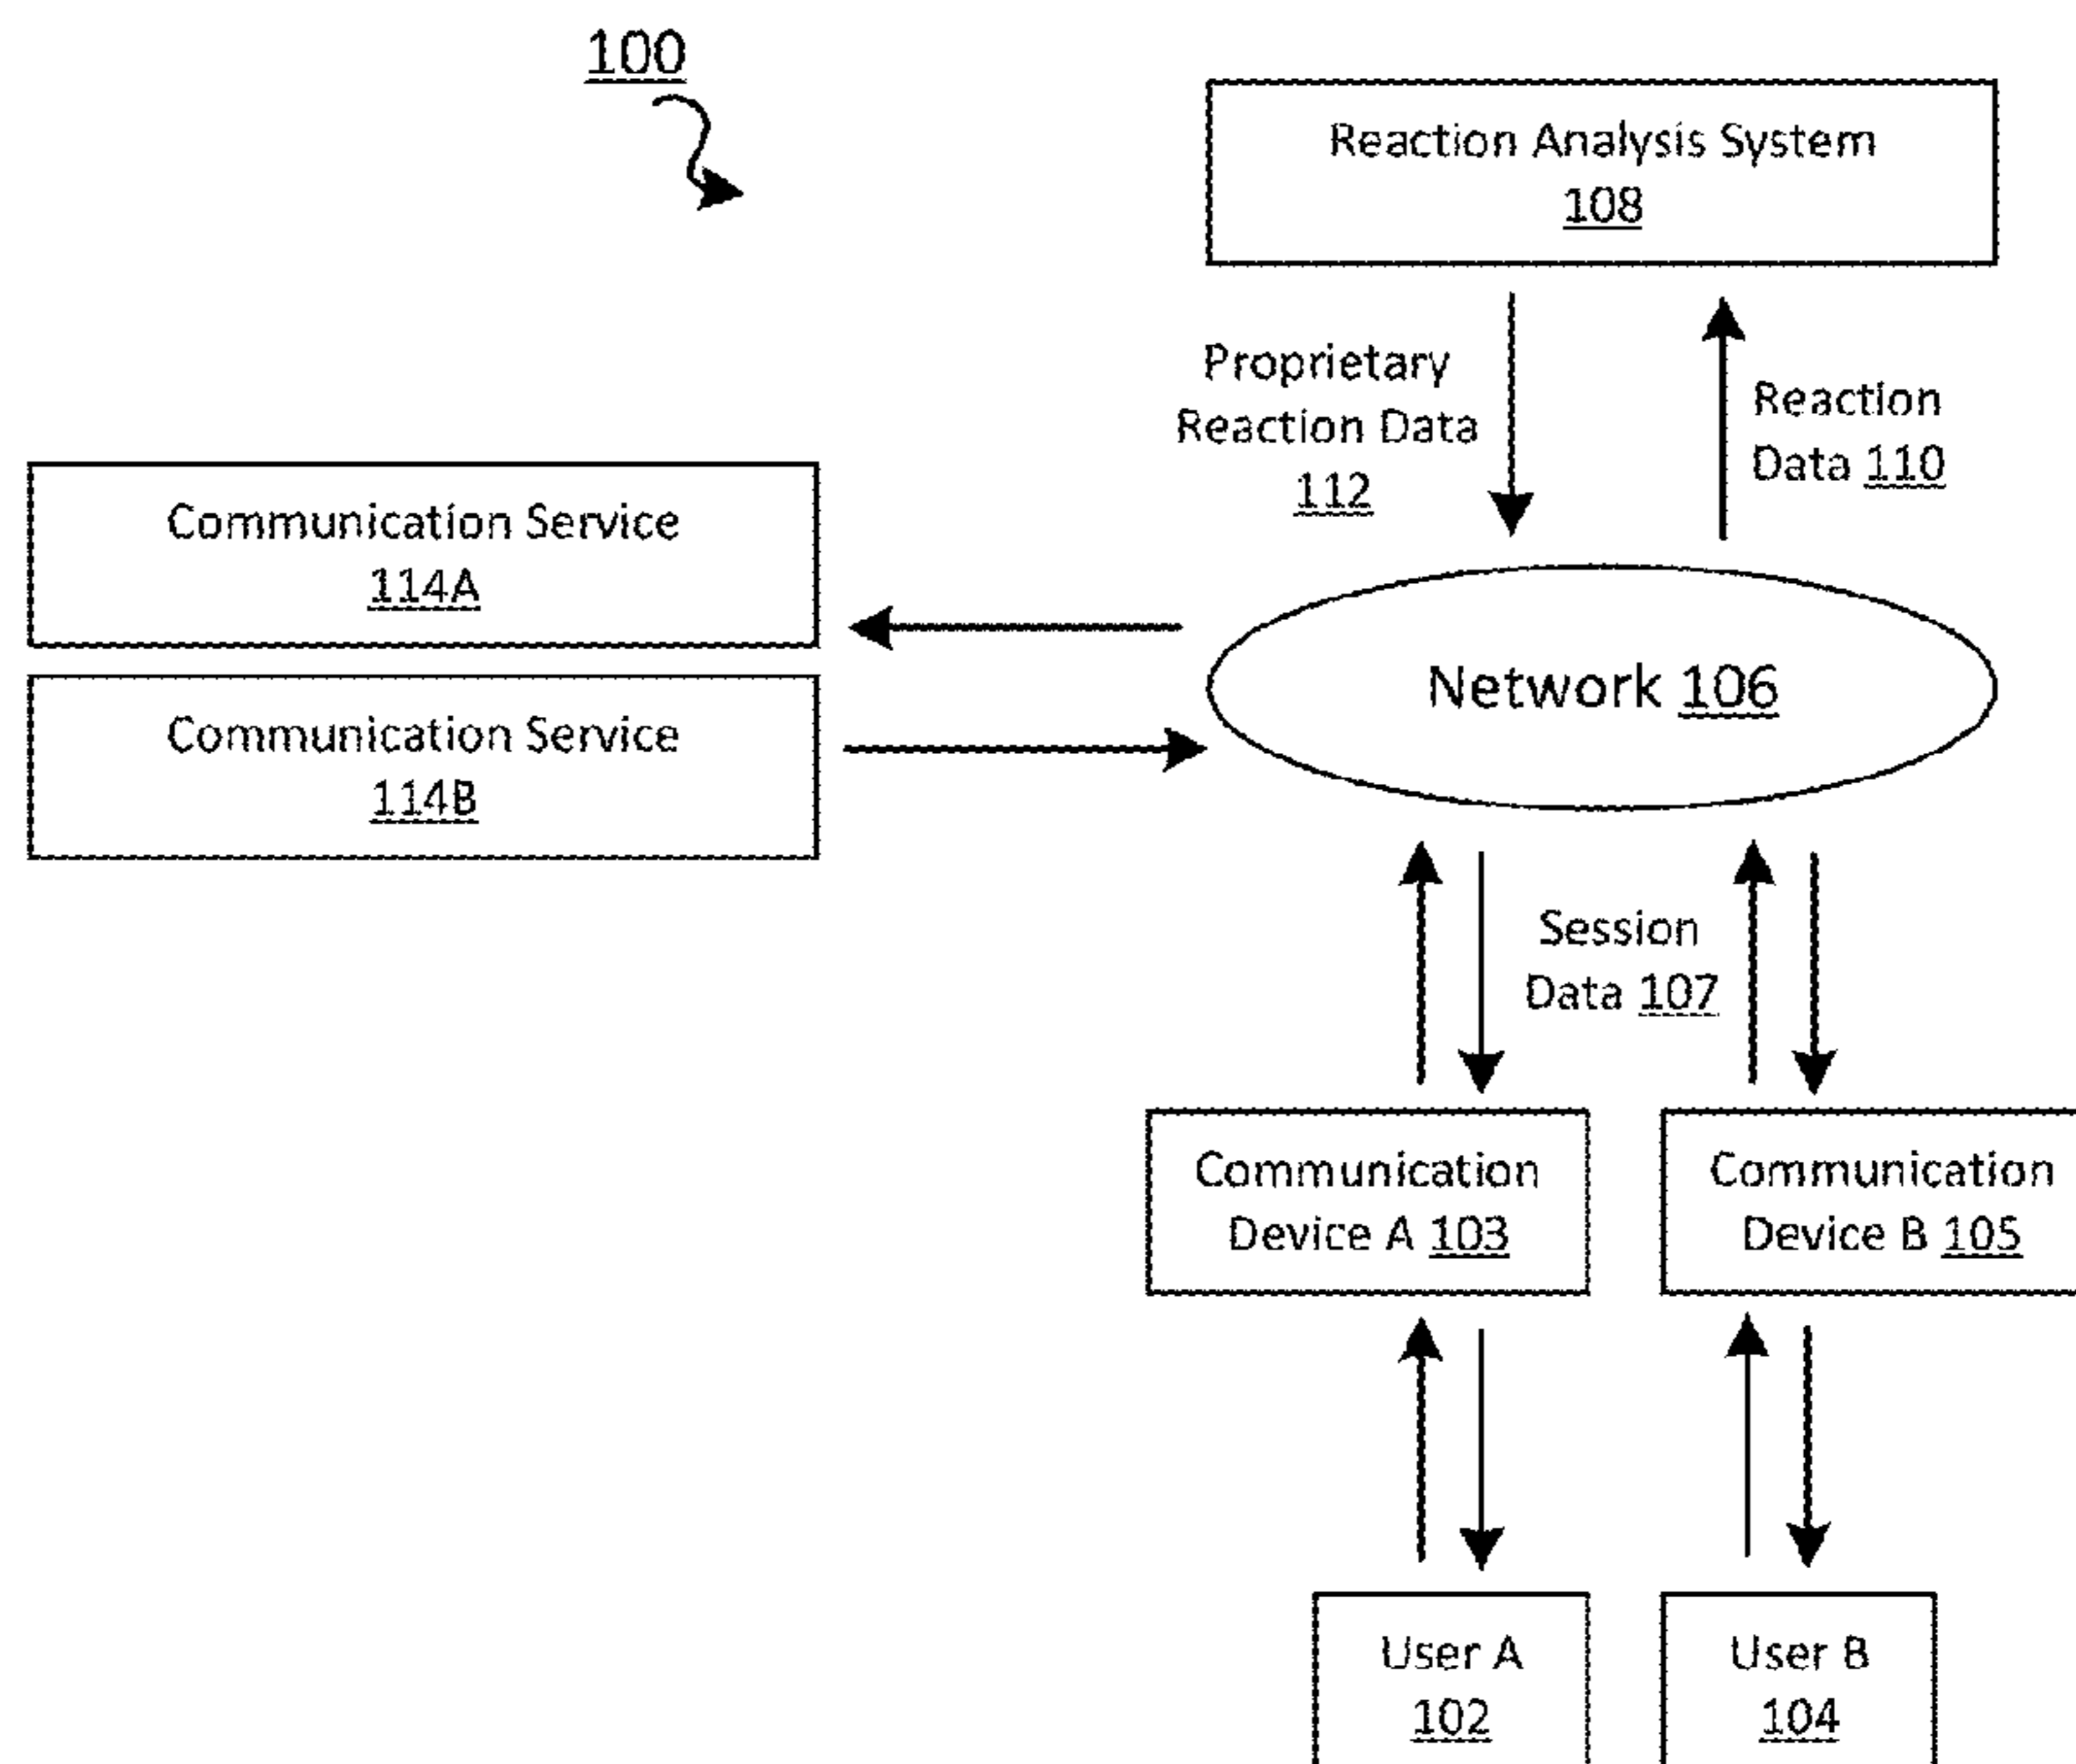 100
Reaction Analysis System
108
Proprietary
Reaction Data
112
Reaction
Data 110
Communication Service
114A
Communication Service
114B
Network 106
Session
Data 107
Communication
Device A 103
Communication
Device B 105
User A
102
User B
104